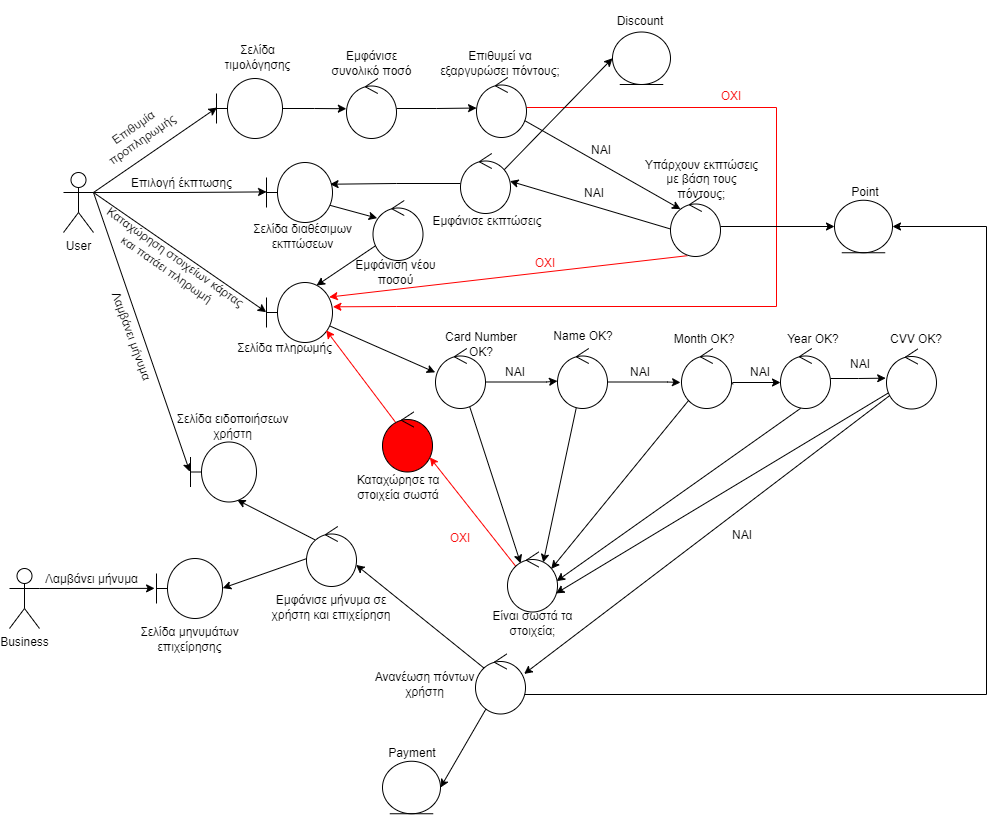 Discount
Σελίδα
τιμολόγησης
Εμφάνισε
συνολικό ποσό
Επιθυμεί να
εξαργυρώσει πόντους;
ΟΧΙ
Επιθυμία
προπληρωμής
ΝΑΙ
Υπάρχουν εκπτώσεις
με βάση τους
πόντους;
Επιλογή έκπτωσης
ΝΑΙ
Point
User
Εμφάνισε εκπτώσεις
Σελίδα διαθέσιμων
εκπτώσεων
Καταχώρηση στοιχείων κάρτας
και πατάει πληρωμή
Εμφάνιση νέου
ποσού
ΟΧΙ
Λαμβάνει μήνυμα
Σελίδα πληρωμής
Card Number
OK?
Name OK?
Month OK?
Year OK?
CVV OK?
ΝΑΙ
ΝΑΙ
ΝΑΙ
ΝΑΙ
Σελίδα ειδοποιήσεων
χρήστη
Καταχώρησε τα
στοιχεία σωστά
ΟΧΙ
ΝΑΙ
Λαμβάνει μήνυμα
Business
Σελίδα μηνυμάτων
επιχείρησης
Εμφάνισε μήνυμα σε
χρήστη και επιχείρηση
Είναι σωστά τα
στοιχεία;
Ανανέωση πόντων
χρήστη
Payment